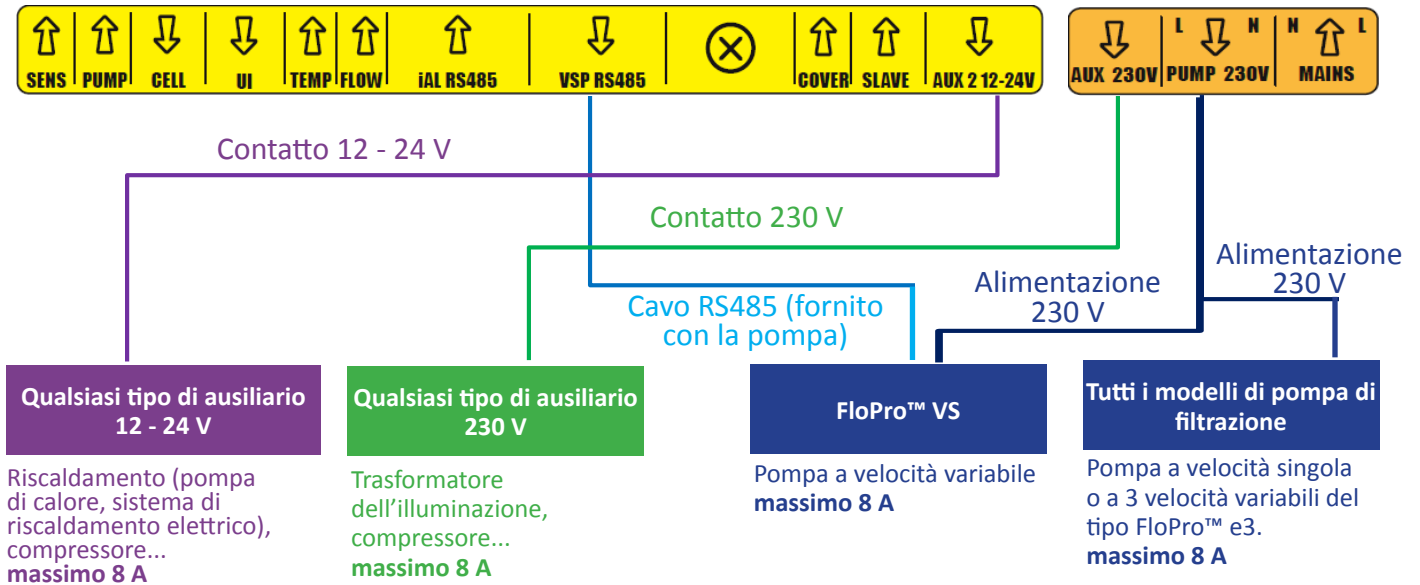 SENS PUMP CELL UI TEMP FLOW iAL RS485 VSP RS485 COVER SLAVE AUX 2 12-24V
L N N L
AUX 230V PUMP 230V MAINS
Contatto 12 - 24 V
Contatto 230 V
Cavo RS485 (fornito
con la pompa)
Alimentazione
230 V
Alimentazione
230 V
Qualsiasi tipo di ausiliario
12 - 24 V
Riscaldamento (pompa
di calore, sistema di
riscaldamento elettrico),
compressore...
massimo 8 A
Qualsiasi tipo di ausiliario
230 V
Trasformatore
dell’illuminazione,
compressore...
massimo 8 A
FloPro™ VS
Pompa a velocità variabile
massimo 8 A
Tutti i modelli di pompa di
filtrazione
Pompa a velocità singola
o a 3 velocità variabili del
tipo FloPro™ e3.
massimo 8 A